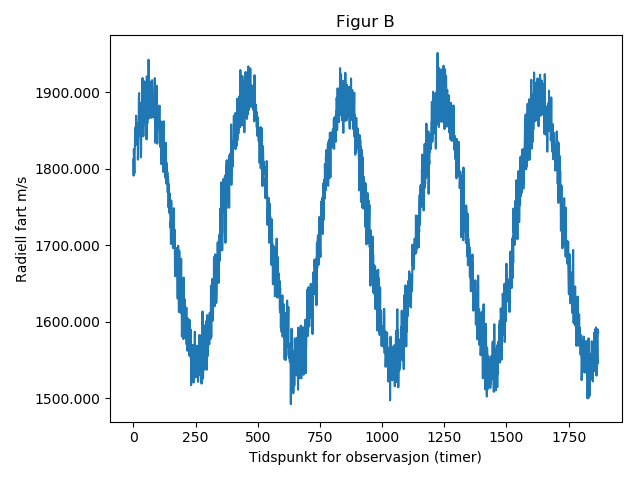 Figur B
Radiell fart m/s
1900.000
1800.000
1700.000
1600.000
1500.000
0 250 500 750 1000 1250 1500 1750
Tidspunkt for observasjon (timer)